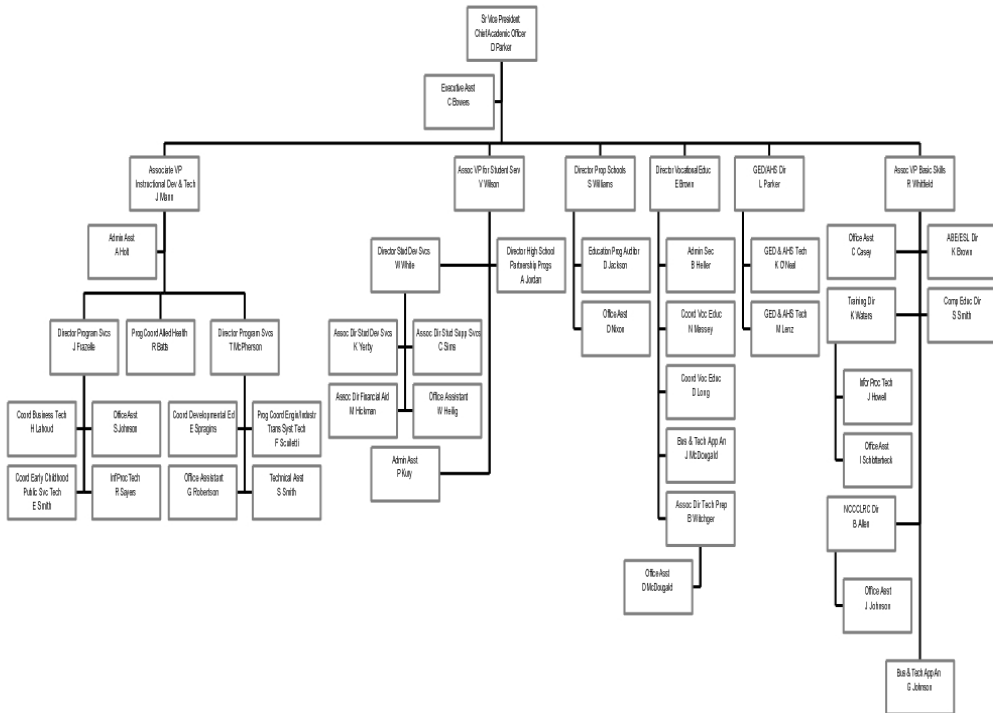 Sr Vice President
Chief Academic Officer
D Parker
Executive Asst
C Bowers
Associate VP
Instructional Dev & Tech
J Mann
Assoc VP for Student Serv
V Wilson
Director Prop Schools
S Williams
Director Vocational Educ
E Brown
GED/AHS Dir
L Parker
Assoc VP Basic Skills
R Whitfield
Admin Asst
A Holt
Director Stud Dev Svcs
W White
Director High School
Partnership Progs
A Jordan
Education Prog Auditor
D Jackson
Admin Sec
B Heller
GED & AHS Tech
K O'Neal
Office Asst
C Casey
ABE/ESL Dir
K Brown
Office Asst
D Nixon
Coord Voc Educ
N Massey
GED & AHS Tech
M Lanz
Training Dir
K Waters
Comp Educ Dir
S Smith
Director Program Svcs
J Frazelle
Prog Coord Allied Health
R Batts
Director Program Svcs
T McPherson
Assoc Dir Stud Dev Svcs
K Yerby
Assoc Dir Stud Supp Svcs
C Sims
Coord Voc Educ
D Long
Infor Proc Tech
J Howell
Assoc Dir Financial Aid
M Hickman
Office Assistant
W Heilig
Coord Business Tech
H Lahoud
Office Asst
S Johnson
Coord Developmental Ed
E Spragins
Prog Coord Engin/Industr
Trans Syst Tech
F Scuiletti
Bus & Tech App An
J McDougald
Office Asst
I Schlotterbeck
Admin Asst
P Kury
Coord Early Childhood
Public Svc Tech
E Smith
Inf Proc Tech
R Sayers
Office Assistant
G Robertson
Technical Asst
S Smith
Assoc Dir Tech Prep
B Witchger
NCCCLRC Dir
B Allen
Office Asst
D McDougald
Office Asst
J Johnson
Bus & Tech App An
G Johnson